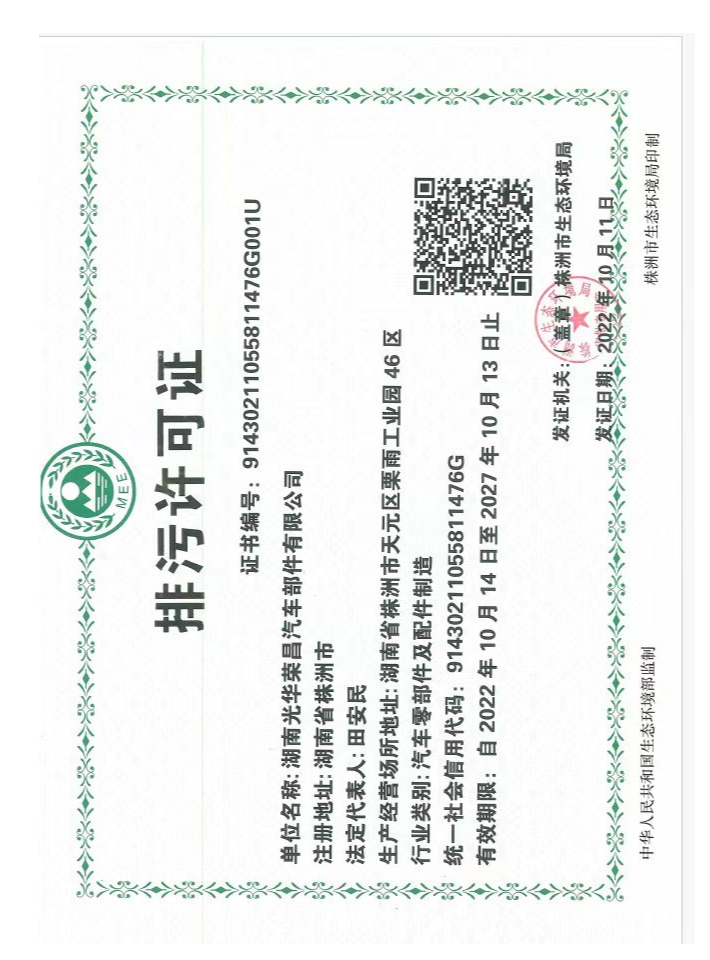 MEE
排污许可证
证书编号：91430211055811476G001U
单位名称:湖南光华荣昌汽车部件有限公司
注册地址:湖南省株洲市
法定代表人:田安民
生产经营场所地址:湖南省株洲市天元区栗雨工业园 46 区
行业类别:汽车零部件及配件制造
统一社会信用代码：91430211055811476G
有效期限：自 2022 年 10 月 14 日至 2027 年 10 月 13 日止
发证机关:（盖章）株洲市生态环境局
发证日期：2022 年 10 月 11 日
中华人民共和国生态环境部监制
株洲市生态环境局印制